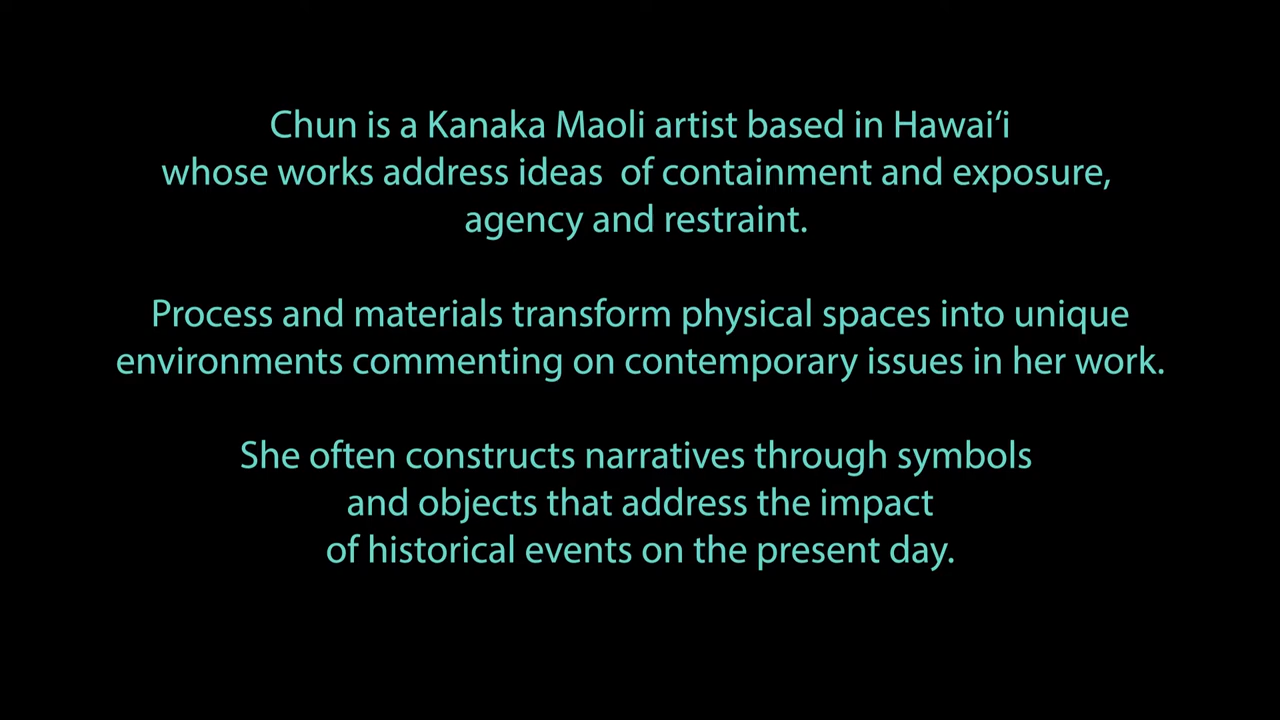 Chun is a Kanaka Maoli artist based in Hawai‘i
whose works address ideas  of containment and exposure,
agency and restraint.
Process and materials transform physical spaces into unique
environments commenting on contemporary issues in her work.
She often constructs narratives through symbols
and objects that address the impact
of historical events on the present day.